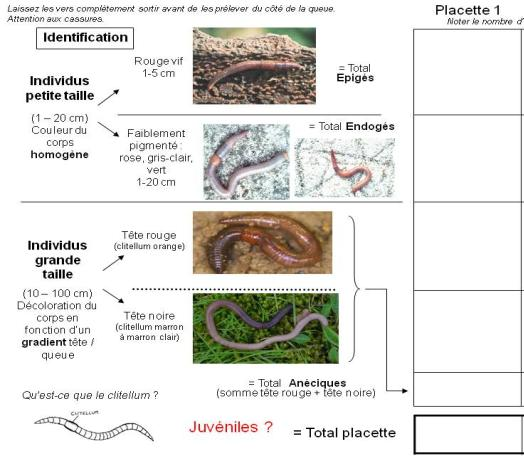 Laissez les vers complètement sortir avant de les prélever du côté de la queue.
Attention aux cassures.
Placette 1
Noter le nombre d'
Identification
Individus
petite taille
(1 – 20 cm)
Couleur du
corps
homogène
Rouge vif
1-5 cm
= Total
Epigés
Faiblement
pigmenté :
rose, gris-clair,
vert
1-20 cm
= Total Endogés
Individus
grande
taille
(10 – 100 cm)
Décoloration du
corps en
fonction d'un
gradient tête /
queue
Tête rouge
(clitellum orange)
Tête noire
(clitellum marron
à marron clair)
= Total Anéciques
(somme tête rouge + tête noire)
Qu'est-ce que le clitellum ?
CLITELLUM
Juvéniles ?
= Total placette